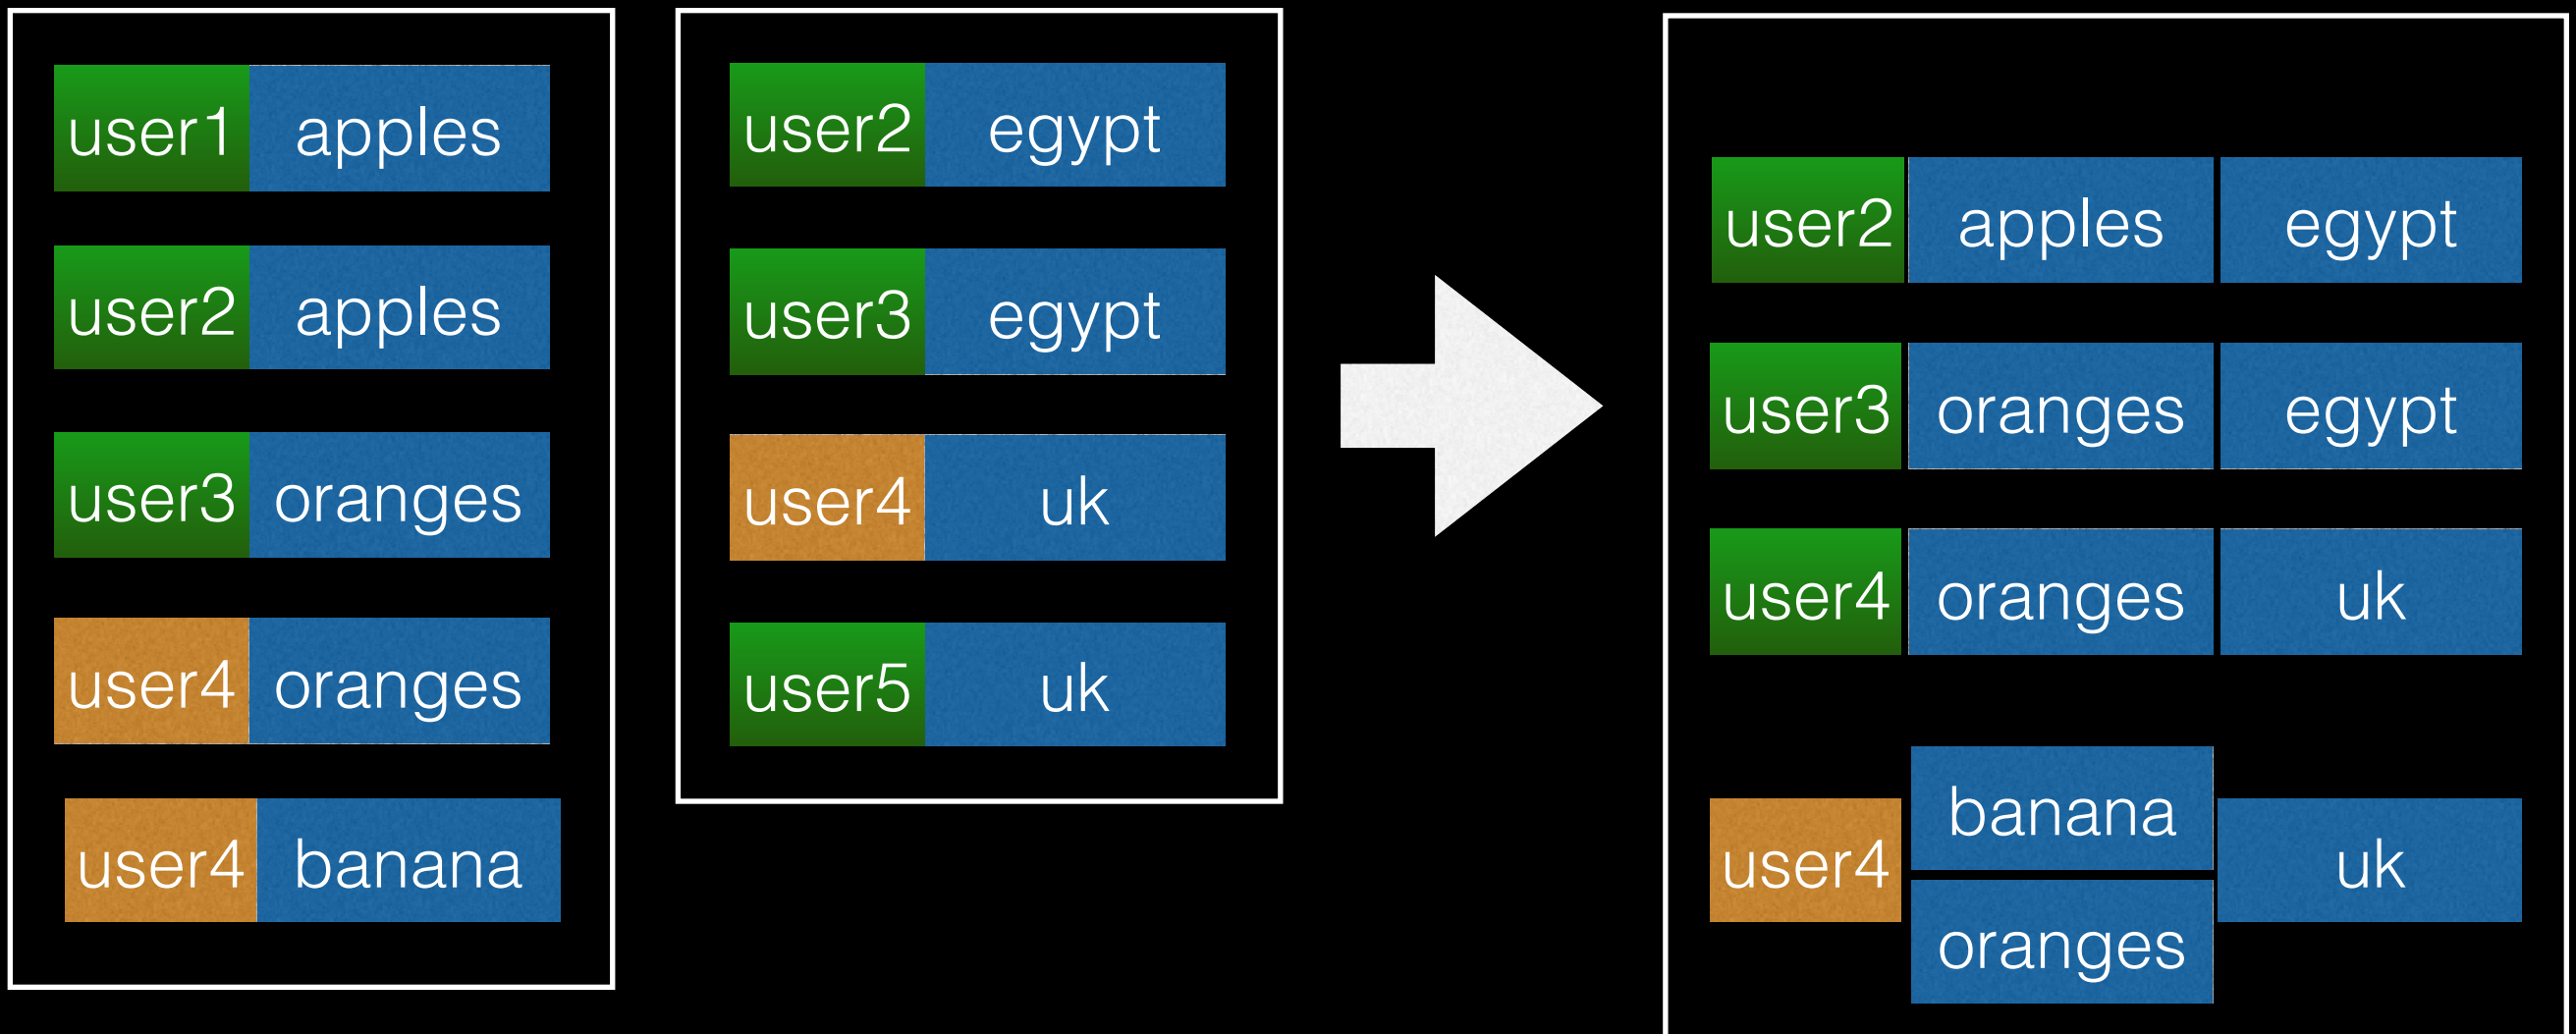 user1 apples
user2 apples
user3 oranges
user4 oranges
user4 banana
user2 egypt
user3 egypt
user4 uk
user5 uk
user2 apples egypt
user3 oranges egypt
user4 oranges uk
user4 banana oranges uk